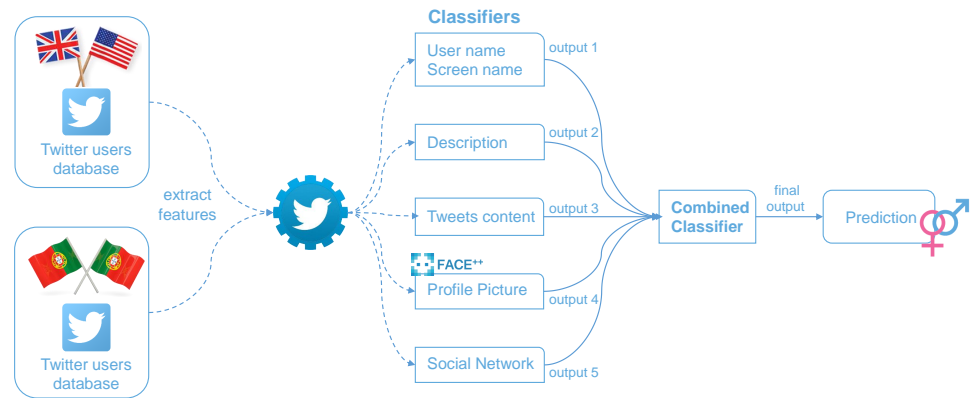 Classifiers
Twitter users
database
Twitter users
database
extract
features
User name
Screen name
Description
Tweets content
FACE++
Profile Picture
Social Network
output 1
output 2
output 3
output 4
output 5
Combined
Classifier
final
output
Prediction